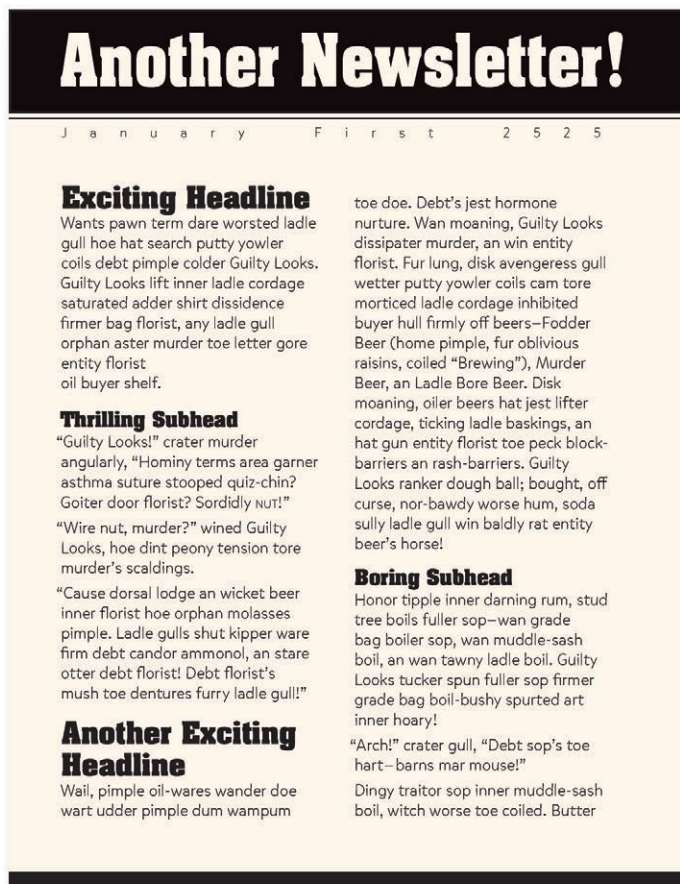 Another Newsletter!
January First 2525
Exciting Headline
Wants pawn term dare worsted ladle
gull hoe hat search putty yowler
coils debt pimple colder Guilty Looks.
Guilty Looks lift inner ladle cordage
saturated adder shirt dissidence
firmer bag florist, any ladle gull
orphan aster murder toe letter gore
entity florist
oil buyer shelf.
Thrilling Subhead
“Guilty Looks!” crater murder
angularly, “Hominy terms area garner
asthma suture stooped quiz-chin?
Goiter door florist? Sordidly NUT!”
“Wire nut, murder?” wined Guilty
Looks, hoe dint peony tension tore
murder’s scaldings.
“Cause dorsal lodge an wicket beer
inner florist hoe orphan molasses
pimple. Ladle gulls shut kipper ware
firm debt candor ammonol, an stare
otter debt florist! Debt florist’s
mush toe dentures furry ladle gull!”
Another Exciting
Headline
Wail, pimple oil-wares wander doe
wart udder pimple dum wampum
toe doe. Debt’s jest hormone
nurture. Wan moaning, Guilty Looks
dissipater murder, an win entity
florist. Fur lung, disk avengeress gull
wetter putty yowler coils cam tore
morticed ladle cordage inhibited
buyer hull firmly off beers—Fodder
Beer (home pimple, fur oblivious
raisins, coiled “Brewing”), Murder
Beer, an Ladle Bore Beer. Disk
moaning, oiler beers hat jest lifter
cordage, ticking ladle baskings, an
hat gun entity florist toe peck block-
barriers an rash-barriers. Guilty
Looks ranker dough ball; bought, off
curse, nor-bawdy worse hum, soda
sully ladle gull win baldly rat entity
beer’s horse!
Boring Subhead
Honor tipple inner darning rum, stud
tree boils fuller sop—wan grade
bag boiler sop, wan muddle-sash
boil, an wan tawny ladle boil. Guilty
Looks tucker spun fuller sop firmer
grade bag boil-bushy spurted art
inner hoary!
“Arch!” crater gull, “Debt sop’s toe
hart—barns mar mouse!”
Dingy traitor sop inner muddle-sash
boil, witch worse toe coiled. Butter